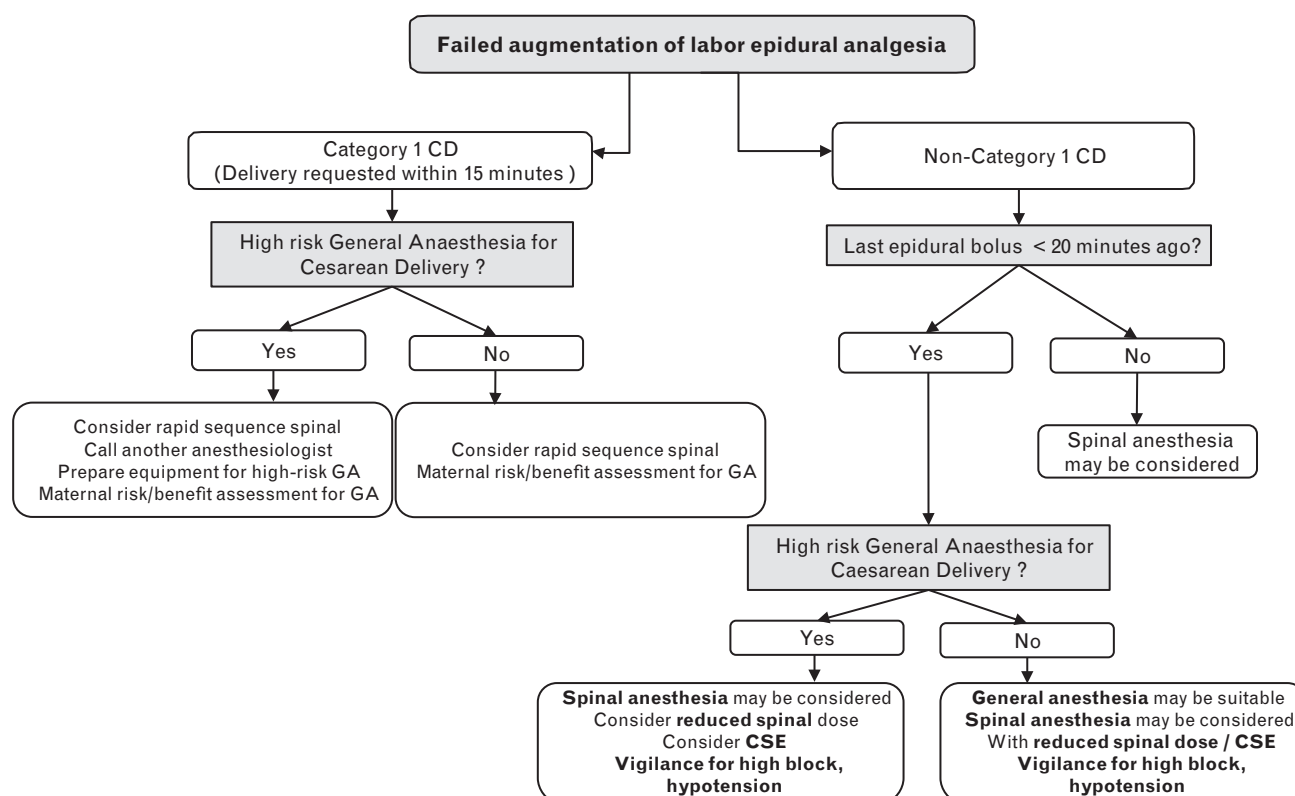 Failed augmentation of labor epidural analgesia
Category 1 CD
(Delivery requested within 15 minutes )
Non-Category 1 CD
High risk General Anaesthesia for
Cesarean Delivery ?
Last epidural bolus < 20 minutes ago?
Yes
No
Yes
No
Consider rapid sequence spinal
Call another anesthesiologist
Prepare equipment for high-risk GA
Maternal risk/benefit assessment for GA
Consider rapid sequence spinal
Maternal risk/benefit assessment for GA
Spinal anesthesia
may be considered
High risk General Anaesthesia for
Caesarean Delivery ?
Yes
No
Spinal anesthesia may be considered
Consider reduced spinal dose
Consider CSE
Vigilance for high block,
hypotension
General anesthesia may be suitable
Spinal anesthesia may be considered
With reduced spinal dose / CSE
Vigilance for high block,
hypotension